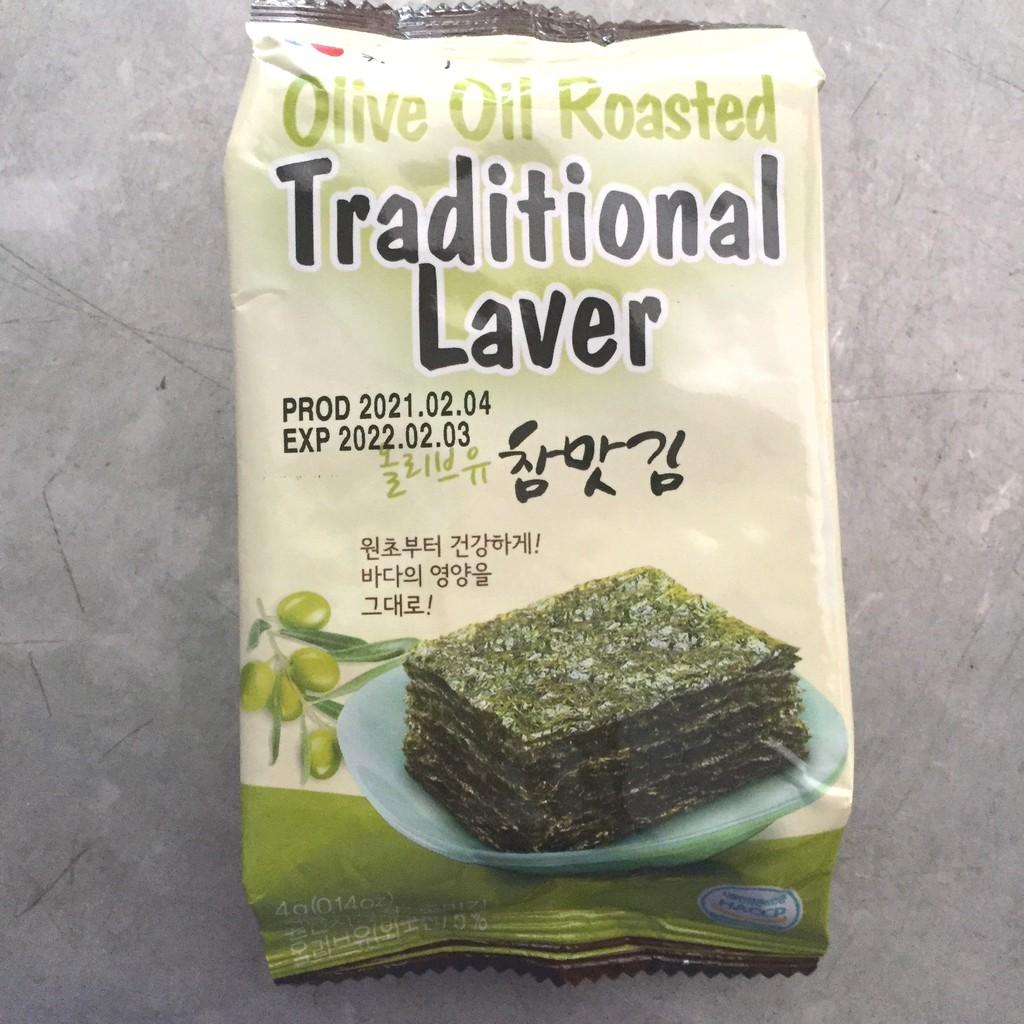 Olive Oil Roasted
Traditional
Laver
PROD 2021.02.04
EXP 2022.02.03
올리브유 참맛김
원초부터 건강하게!
바다의 영양을
그대로!
4g(0.14oz)
HACCP